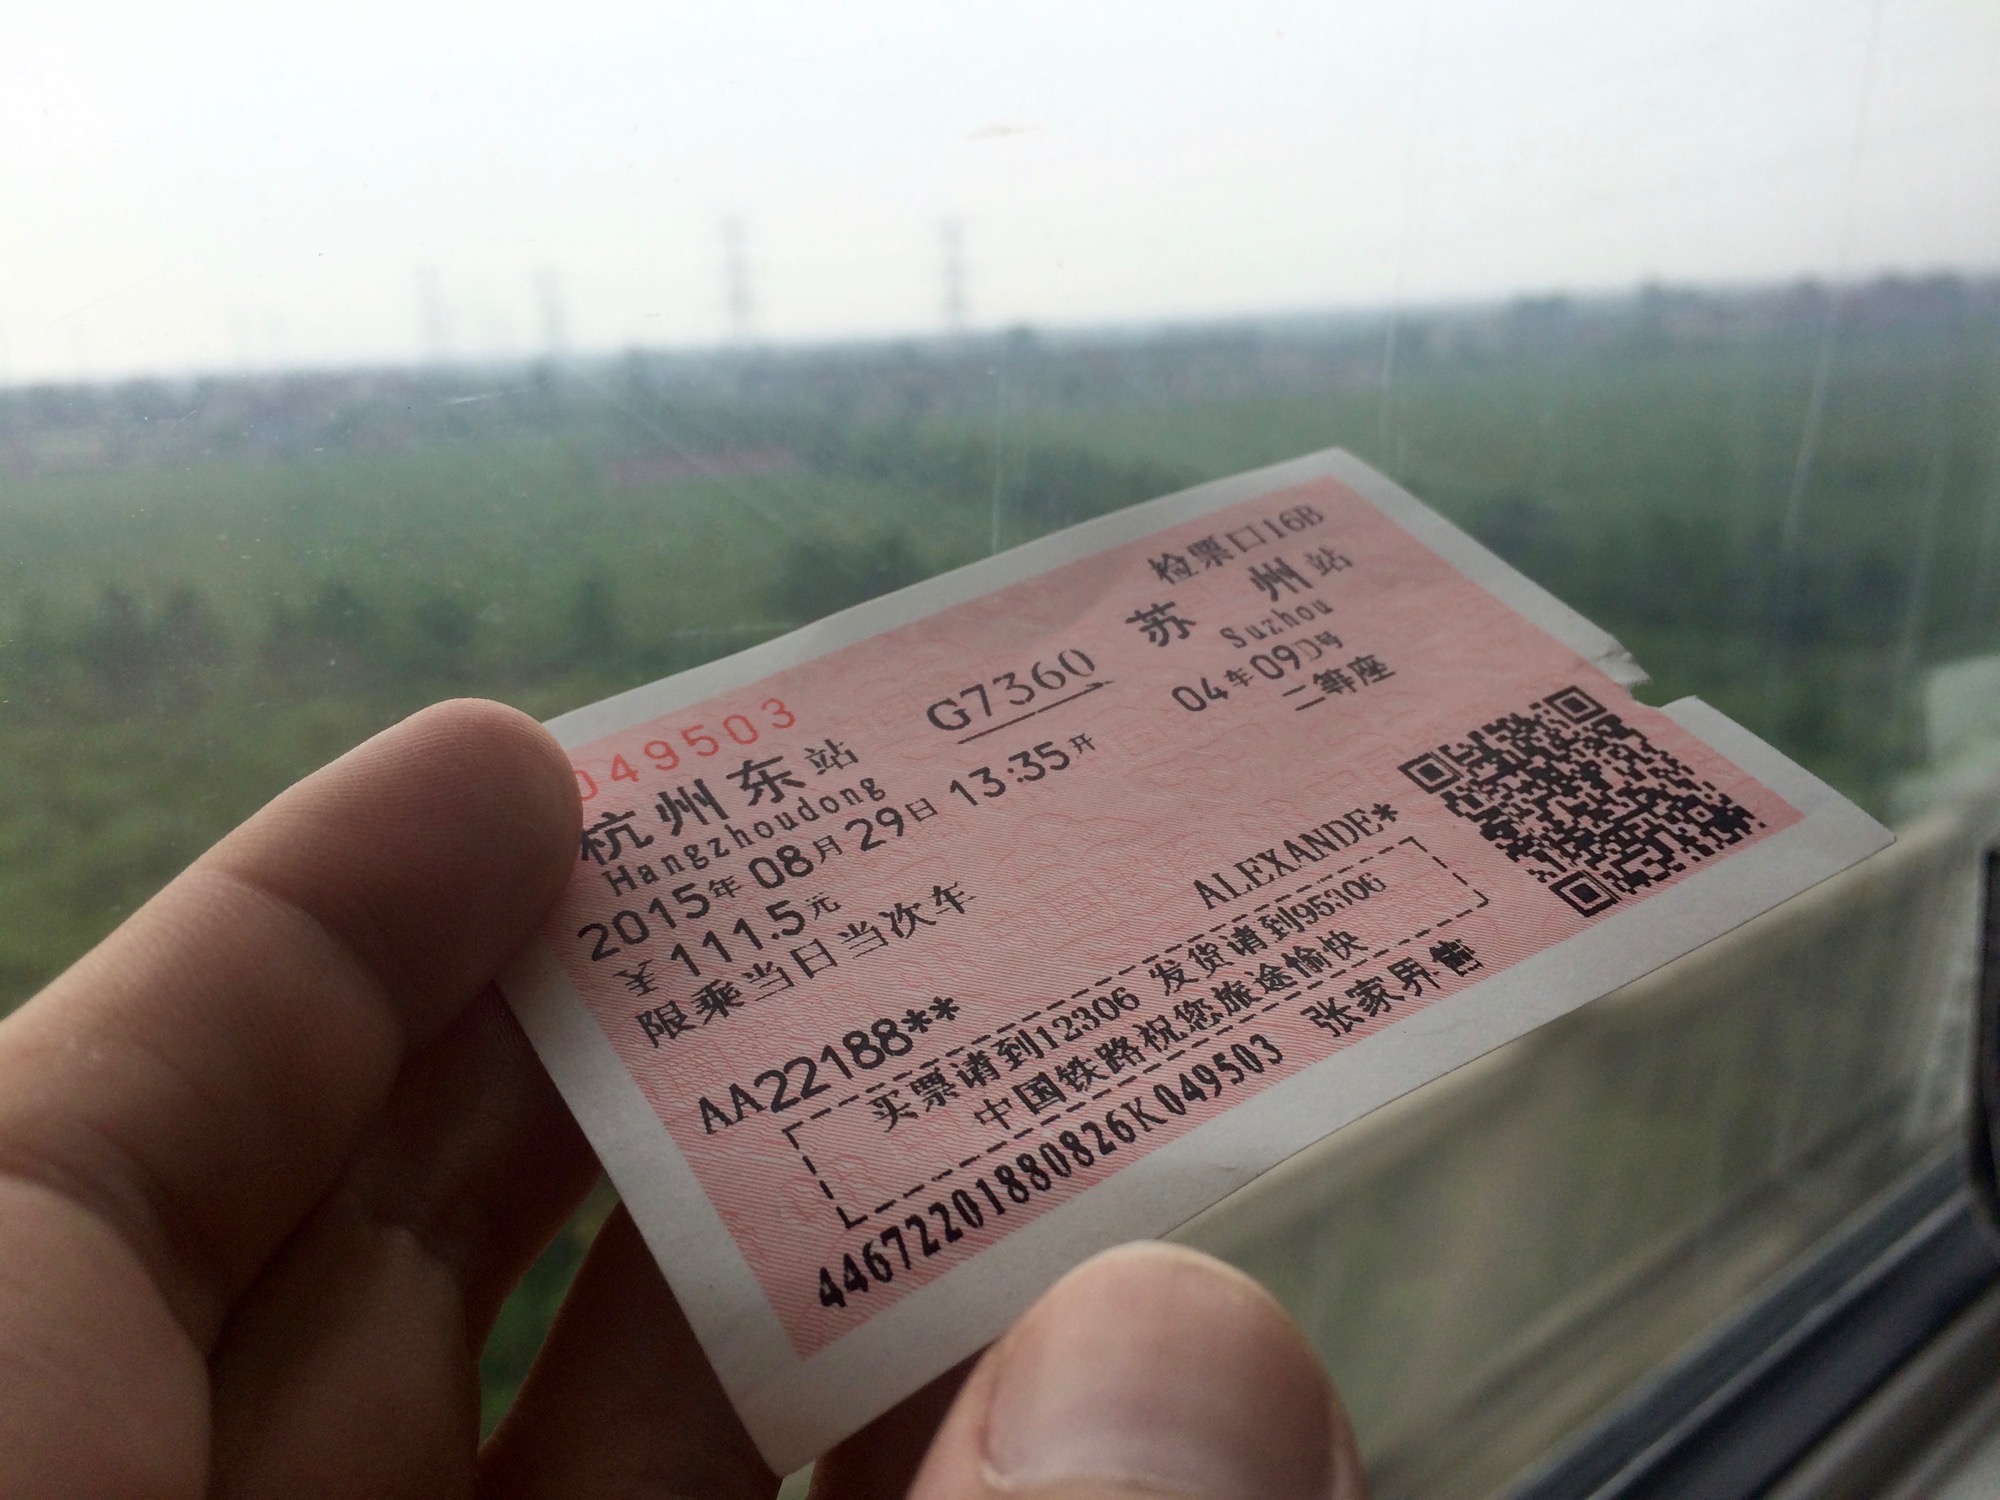 049503
检票口16B
杭州东站
G7360
苏州站
Hangzhoudong
Suzhou
2015年08月29日 13:35开
04车09D号
¥111.5元
二等座
限乘当日当次车
AA22188**
ALEXANDE*
买票请到12306 发货请到95306
中国铁路祝您旅途愉快
44672201880826K049503 张家界售